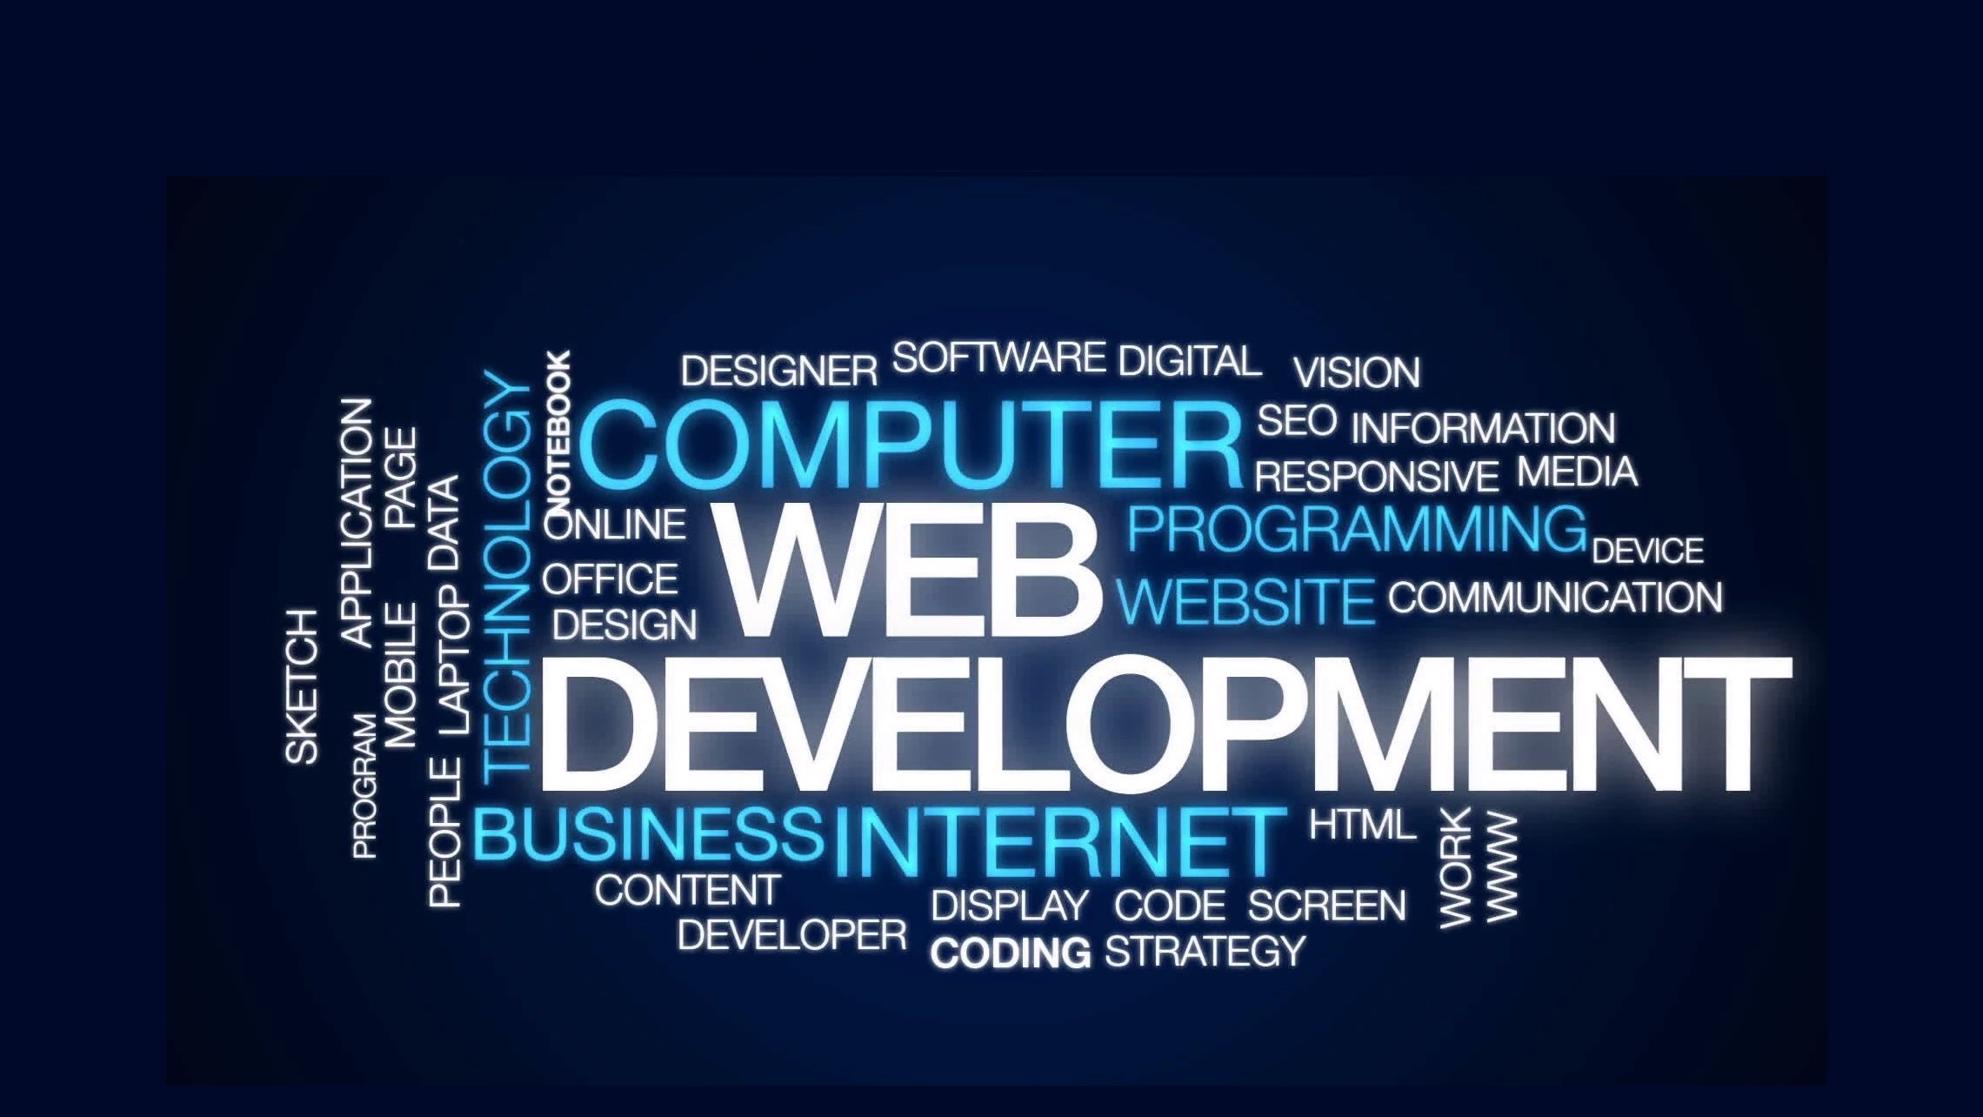 DESIGNER SOFTWARE DIGITAL VISION
COMPUTER
SEO INFORMATION
RESPONSIVE MEDIA
NOTEBOOK
TECHNOLOGY
APPLICATION
PAGE
LAPTOP DATA
MOBILE
SKETCH
PROGRAM
PEOPLE
ONLINE
OFFICE
DESIGN
WEB
PROGRAMMING DEVICE
WEBSITE COMMUNICATION
DEVELOPMENT
BUSINESS INTERNET HTML
WORK
WWW
CONTENT
DISPLAY CODE SCREEN
DEVELOPER
CODING STRATEGY